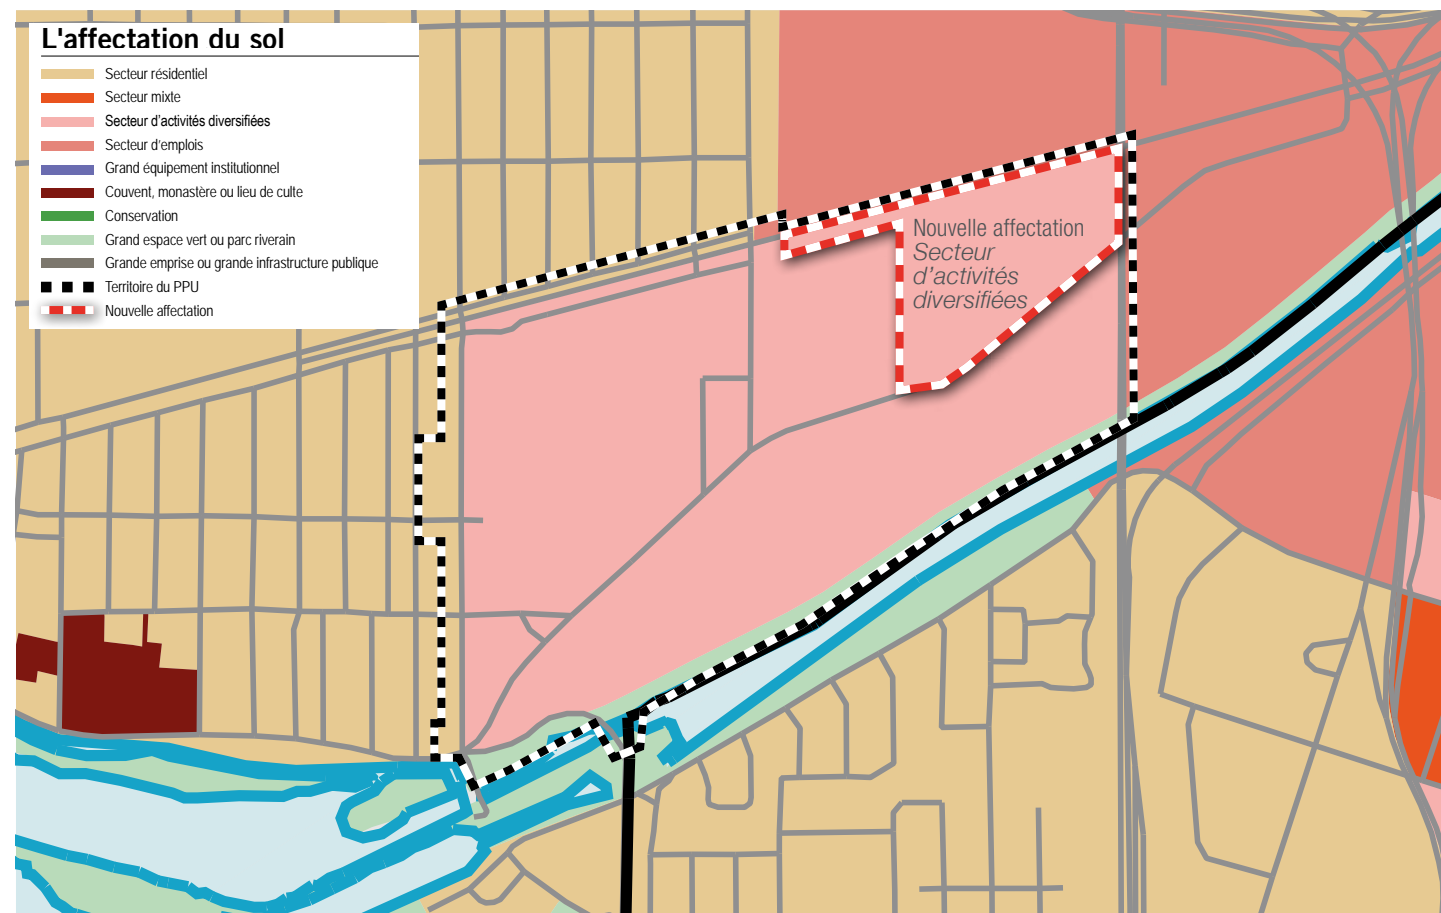 L'affectation du sol
Secteur résidentiel
Secteur mixte
Secteur d'activités diversifiées
Secteur d'emplois
Grand équipement institutionnel
Couvent, monastère ou lieu de culte
Conservation
Grand espace vert ou parc riverain
Grande emprise ou grande infrastructure publique
Territoire du PPU
Nouvelle affectation
Nouvelle affectation
Secteur
d'activités
diversifiées